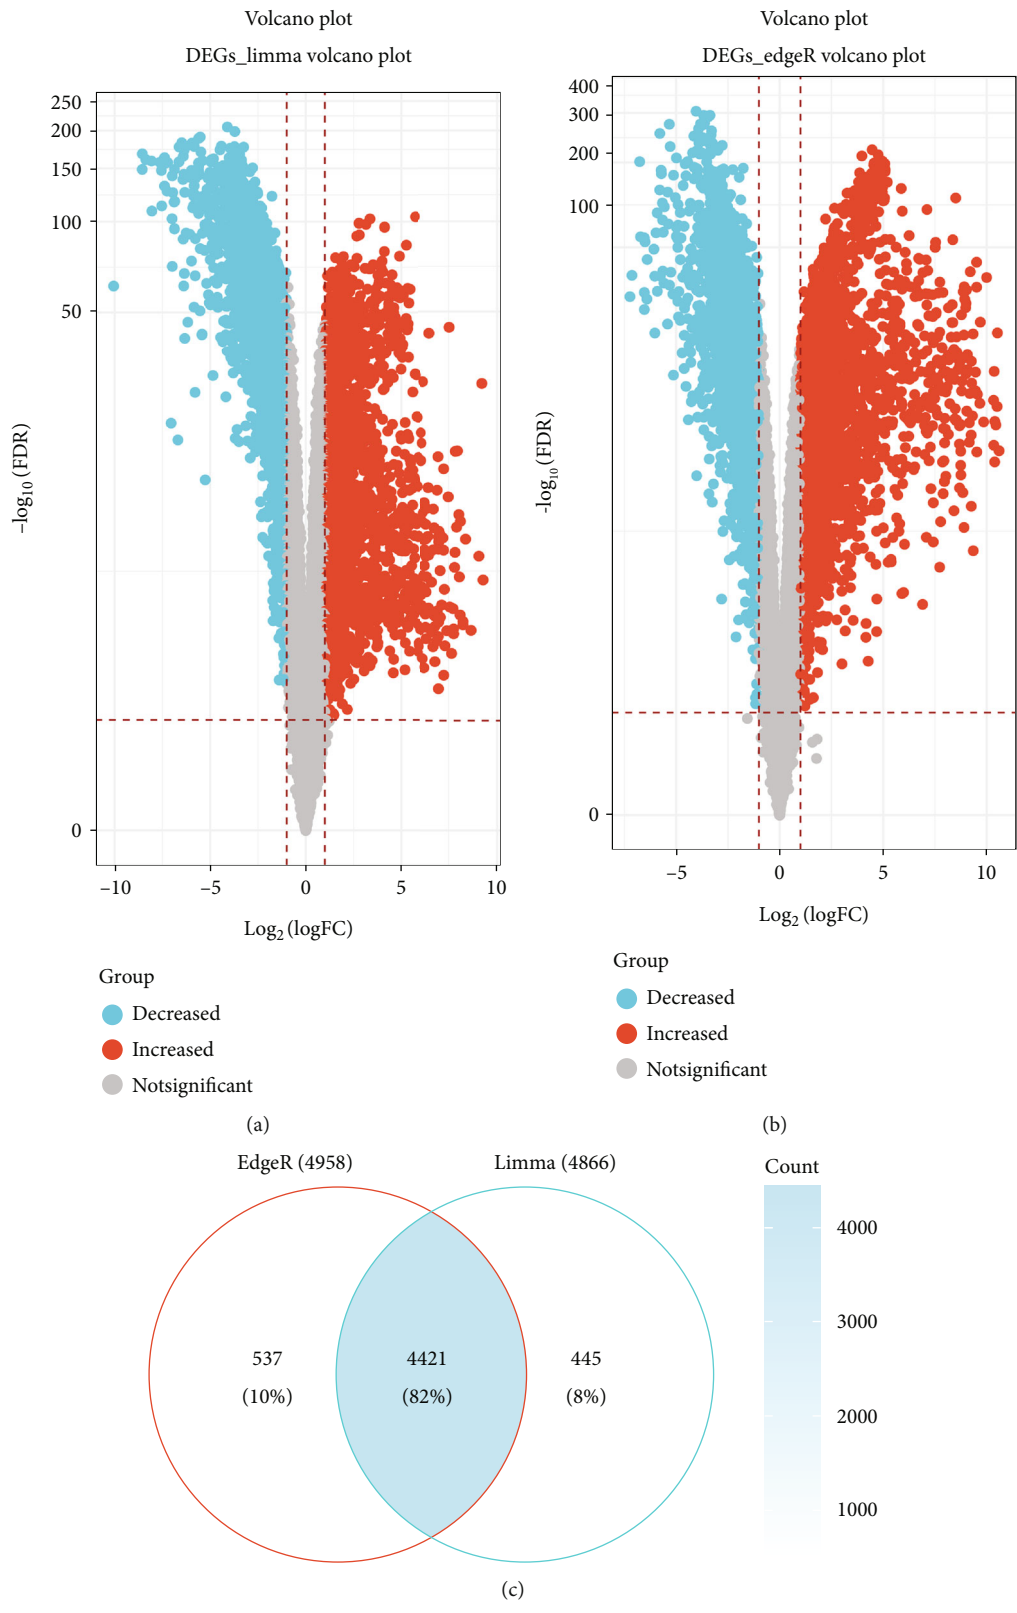 Volcano plot
DEGs_limma volcano plot
250
200
150
100
50
0
−log10 (FDR)
−10
−5
0
5
10
Log2 (logFC)
Group
Decreased
Increased
Notsignificant
(a)
Volcano plot
DEGs_edgeR volcano plot
400
300
200
100
0
-log10 (FDR)
−5
0
5
10
Log2 (logFC)
Group
Decreased
Increased
Notsignificant
(b)
EdgeR (4958)
Limma (4866)
537
(10%)
4421
(82%)
445
(8%)
Count
4000
3000
2000
1000
(c)